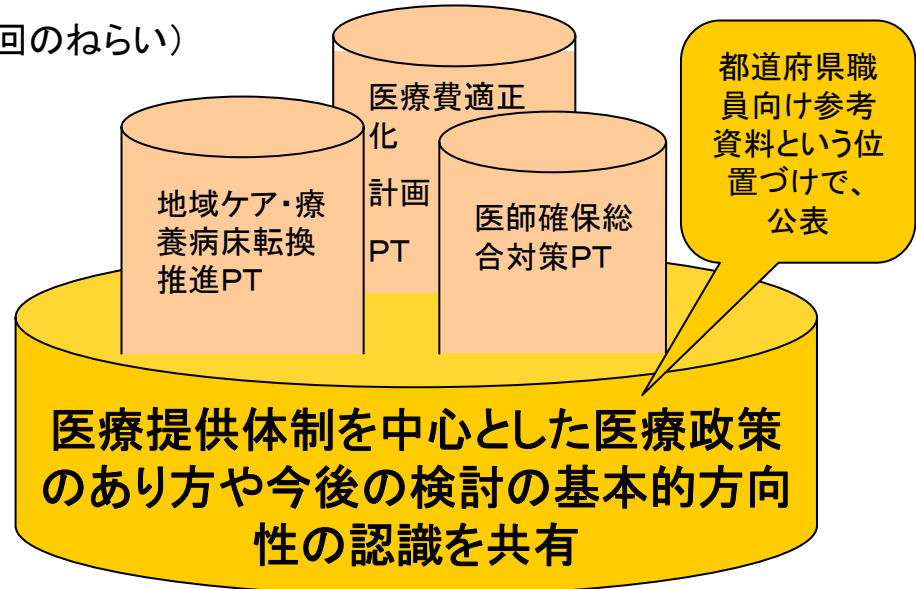 回のねらい）
医療費適正
化
計画
PT
地域ケア・療
養病床転換
推進PT
医師確保総
合対策PT
都道府県職
員向け参考
資料という位
置づけで、
公表
医療提供体制を中心とした医療政策
のあり方や今後の検討の基本的方向
性の認識を共有